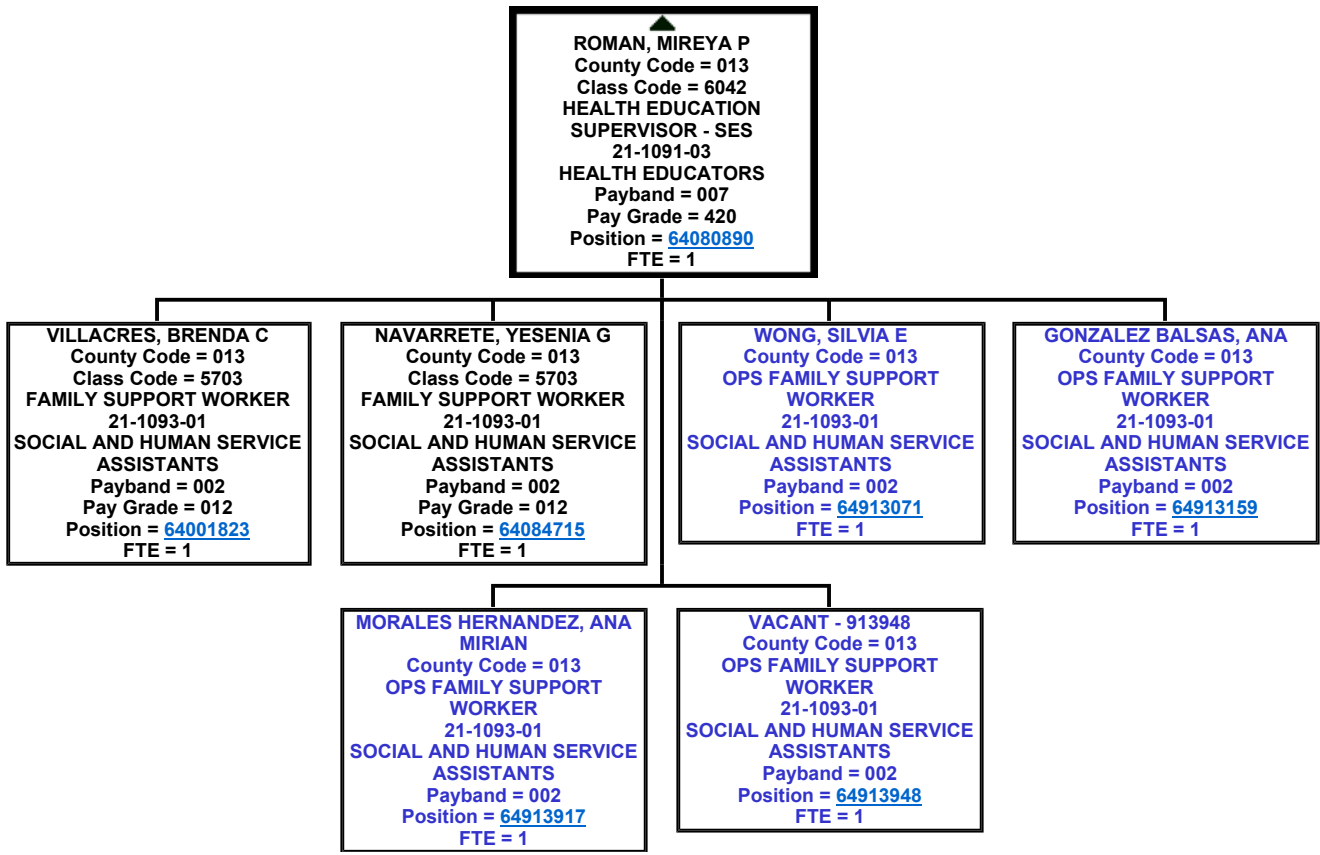 ROMAN, MIREYA P
County Code = 013
Class Code = 6042
HEALTH EDUCATION
SUPERVISOR - SES
21-1091-03
HEALTH EDUCATORS
Payband = 007
Pay Grade = 420
Position = 64080890
FTE = 1
VILLACRES, BRENDA C
County Code = 013
Class Code = 5703
FAMILY SUPPORT WORKER
21-1093-01
SOCIAL AND HUMAN SERVICE
ASSISTANTS
Payband = 002
Pay Grade = 012
Position = 64001823
FTE = 1
NAVARRETE, YESENIA G
County Code = 013
Class Code = 5703
FAMILY SUPPORT WORKER
21-1093-01
SOCIAL AND HUMAN SERVICE
ASSISTANTS
Payband = 002
Pay Grade = 012
Position = 64084715
FTE = 1
WONG, SILVIA E
County Code = 013
OPS FAMILY SUPPORT
WORKER
21-1093-01
SOCIAL AND HUMAN SERVICE
ASSISTANTS
Payband = 002
Position = 64913071
FTE = 1
GONZALEZ BALSAS, ANA
County Code = 013
OPS FAMILY SUPPORT
WORKER
21-1093-01
SOCIAL AND HUMAN SERVICE
ASSISTANTS
Payband = 002
Position = 64913159
FTE = 1
MORALES HERNANDEZ, ANA
MIRIAN
County Code = 013
OPS FAMILY SUPPORT
WORKER
21-1093-01
SOCIAL AND HUMAN SERVICE
ASSISTANTS
Payband = 002
Position = 64913917
FTE = 1
VACANT - 913948
County Code = 013
OPS FAMILY SUPPORT
WORKER
21-1093-01
SOCIAL AND HUMAN SERVICE
ASSISTANTS
Payband = 002
Position = 64913948
FTE = 1